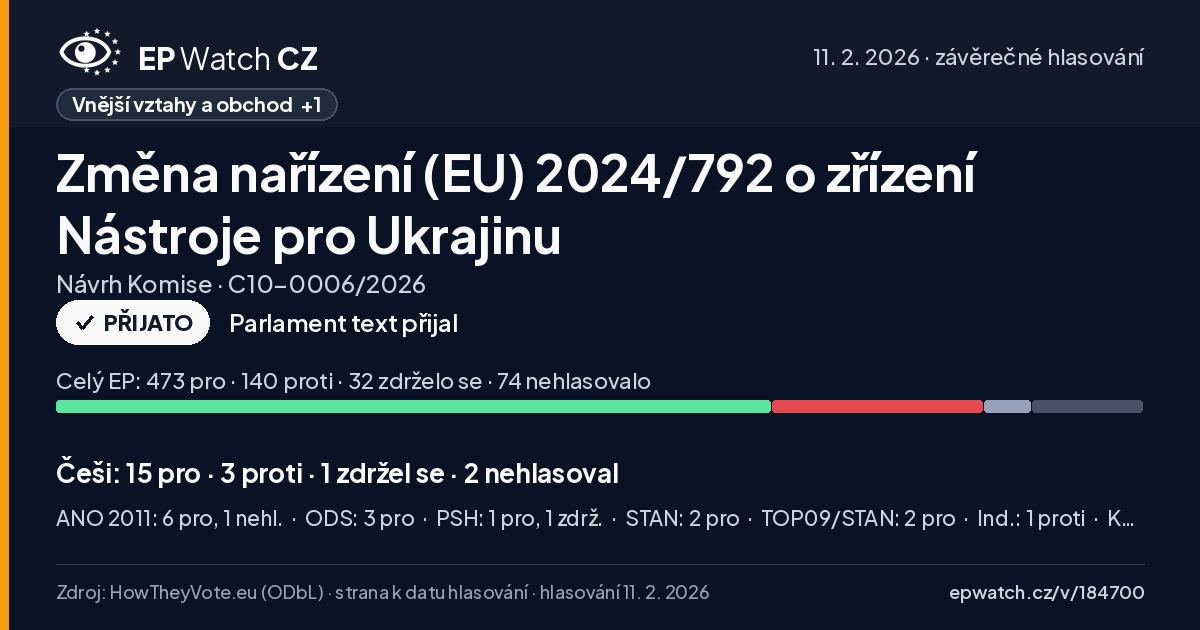 EP Watch CZ
11. 2. 2026 · závěrečné hlasování
Vnější vztahy a obchod +1
Změna nařízení (EU) 2024/792 o zřízení
Nástroje pro Ukrajinu
Návrh Komise · C10-0006/2026
✓ PŘIJATO Parlament text přijal
Celý EP: 473 pro · 140 proti · 32 zdrželo se · 74 nehlasovalo
Češi: 15 pro · 3 proti · 1 zdržel se · 2 nehlasoval
ANO 2011: 6 pro, 1 nehl. · ODS: 3 pro · PSH: 1 pro, 1 zdrž. · STAN: 2 pro · TOP09/STAN: 2 pro · Ind.: 1 proti · K…
Zdroj: HowTheyVote.eu (ODbL) · strana k datu hlasování · hlasování 11. 2. 2026
epwatch.cz/v/184700